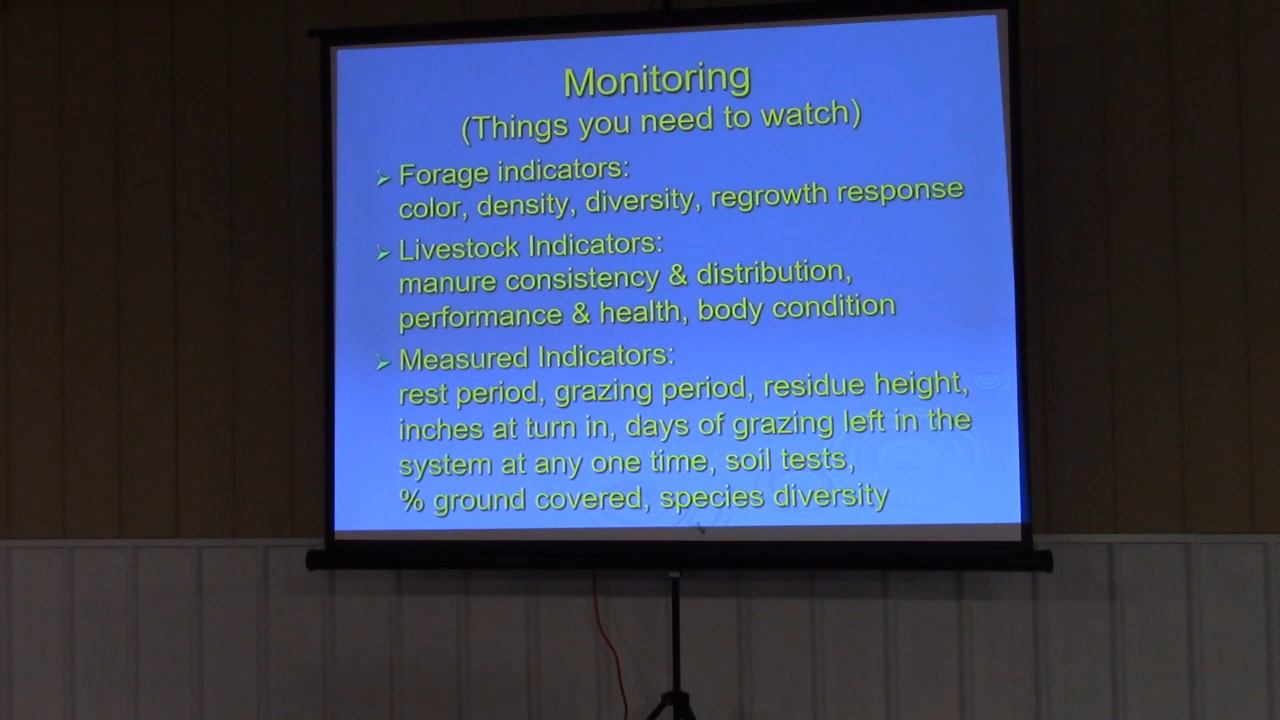 Monitoring
(Things you need to watch)
➢ Forage indicators:
color, density, diversity, regrowth response
➢ Livestock Indicators:
manure consistency & distribution,
performance & health, body condition
➢ Measured Indicators:
rest period, grazing period, residue height,
inches at turn in, days of grazing left in the
system at any one time, soil tests,
% ground covered, species diversity